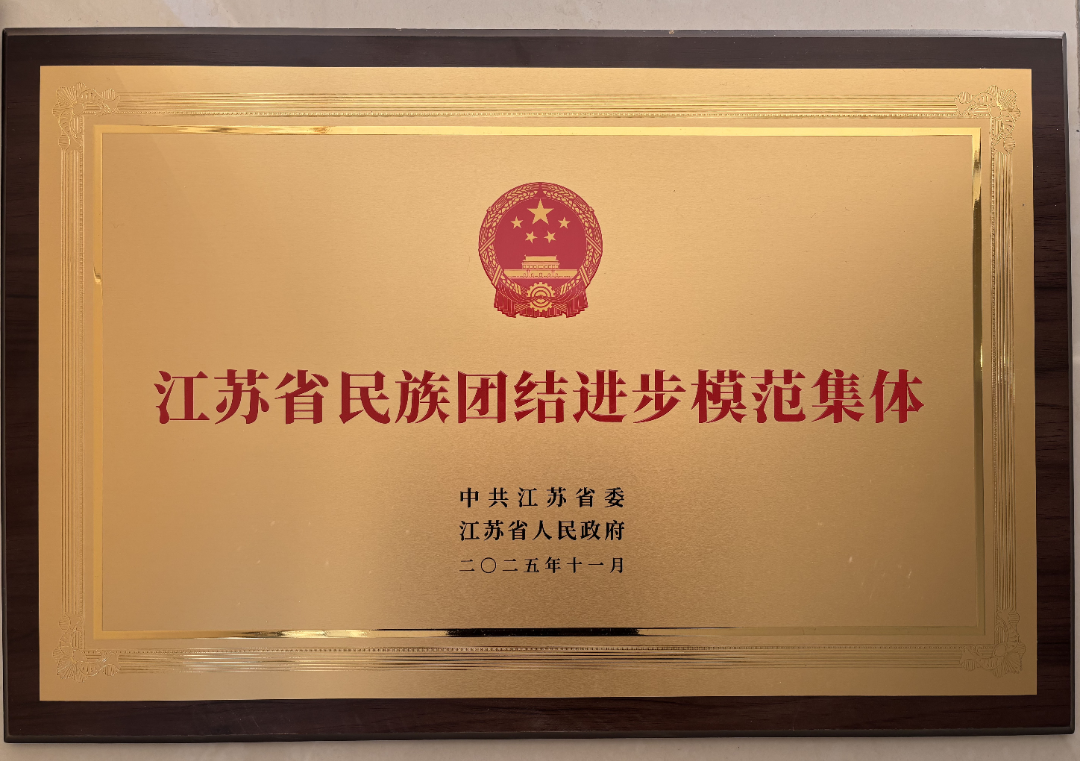 江苏省民族团结进步模范集体
中共江苏省委
江苏省人民政府
二〇二五年十一月